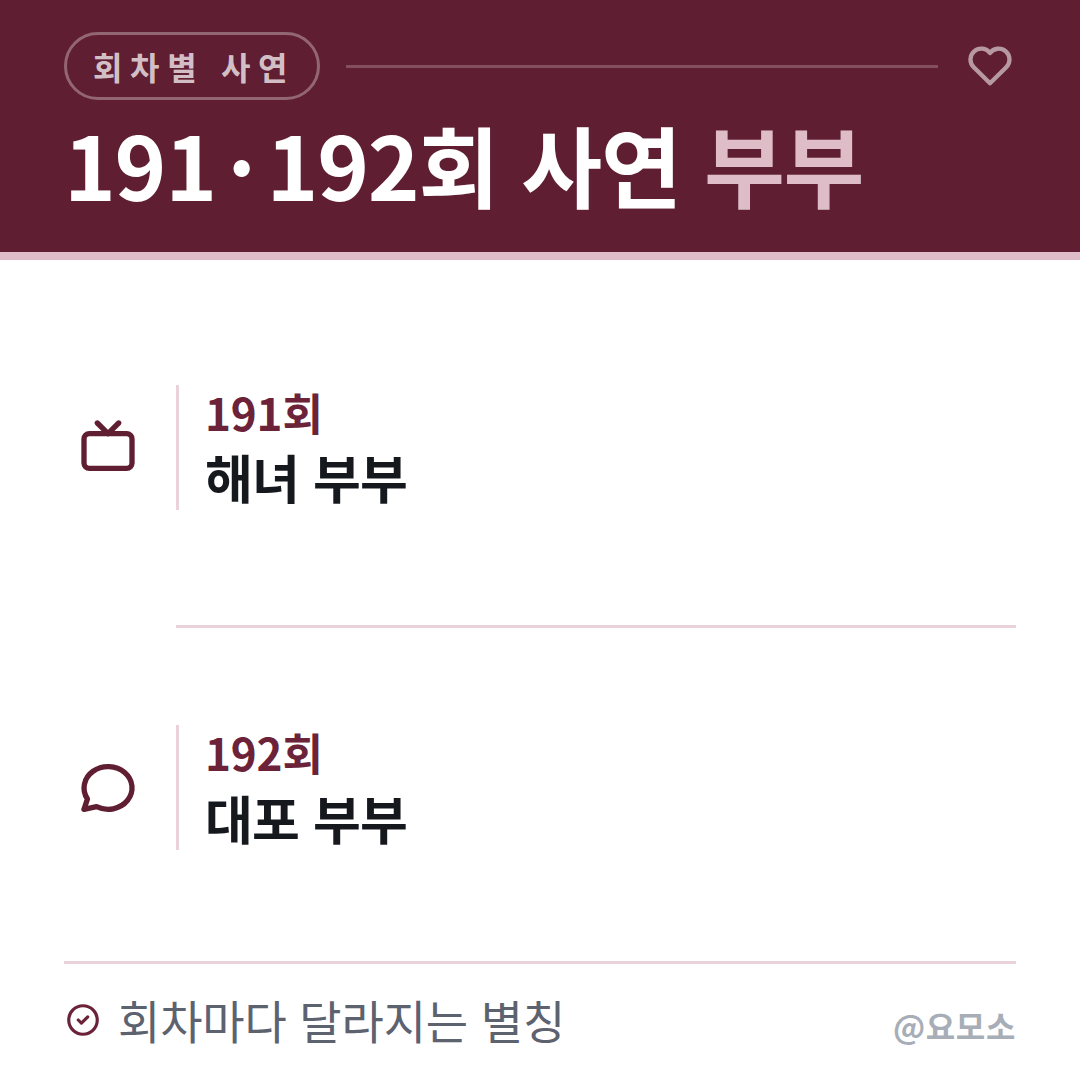 회차별 사연
191·192회 사연 부부
191회
해녀 부부
192회
대포 부부
회차마다 달라지는 별칭
@요모소